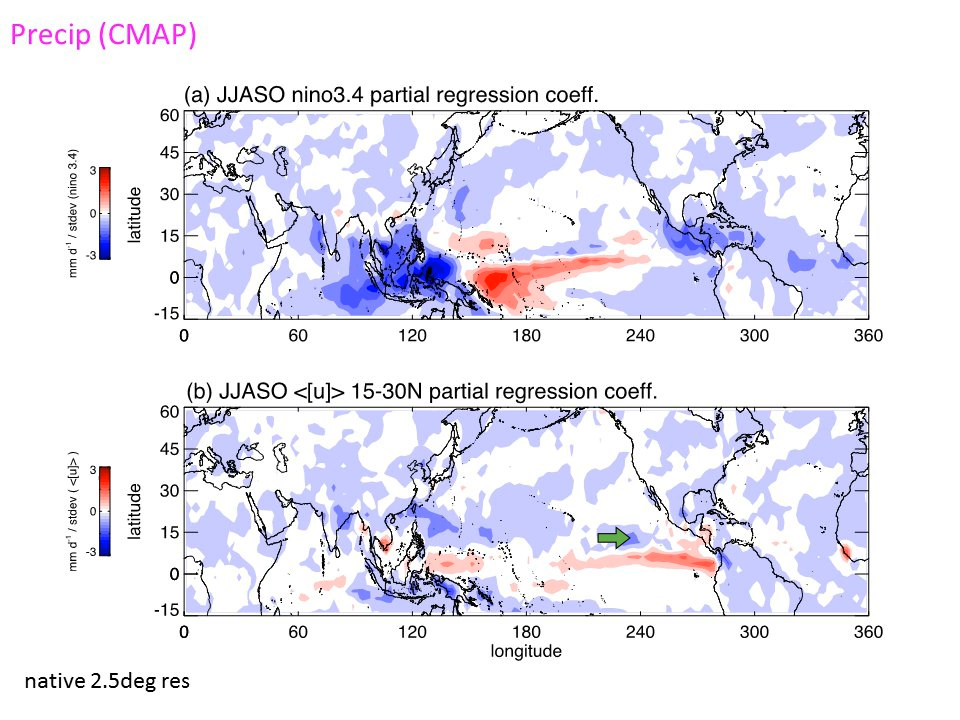 Precip (CMAP)
(a) JJASO nino3.4 partial regression coeff.
mm d⁻¹ / stdev (nino 3.4)
3
0
-3
latitude
60
45
30
15
0
-15
0 60 120 180 240 300 360
(b) JJASO <[u]> 15-30N partial regression coeff.
mm d⁻¹ / stdev ( <[u]> )
3
0
-3
latitude
60
45
30
15
0
-15
0 60 120 180 240 300 360
longitude
native 2.5deg res